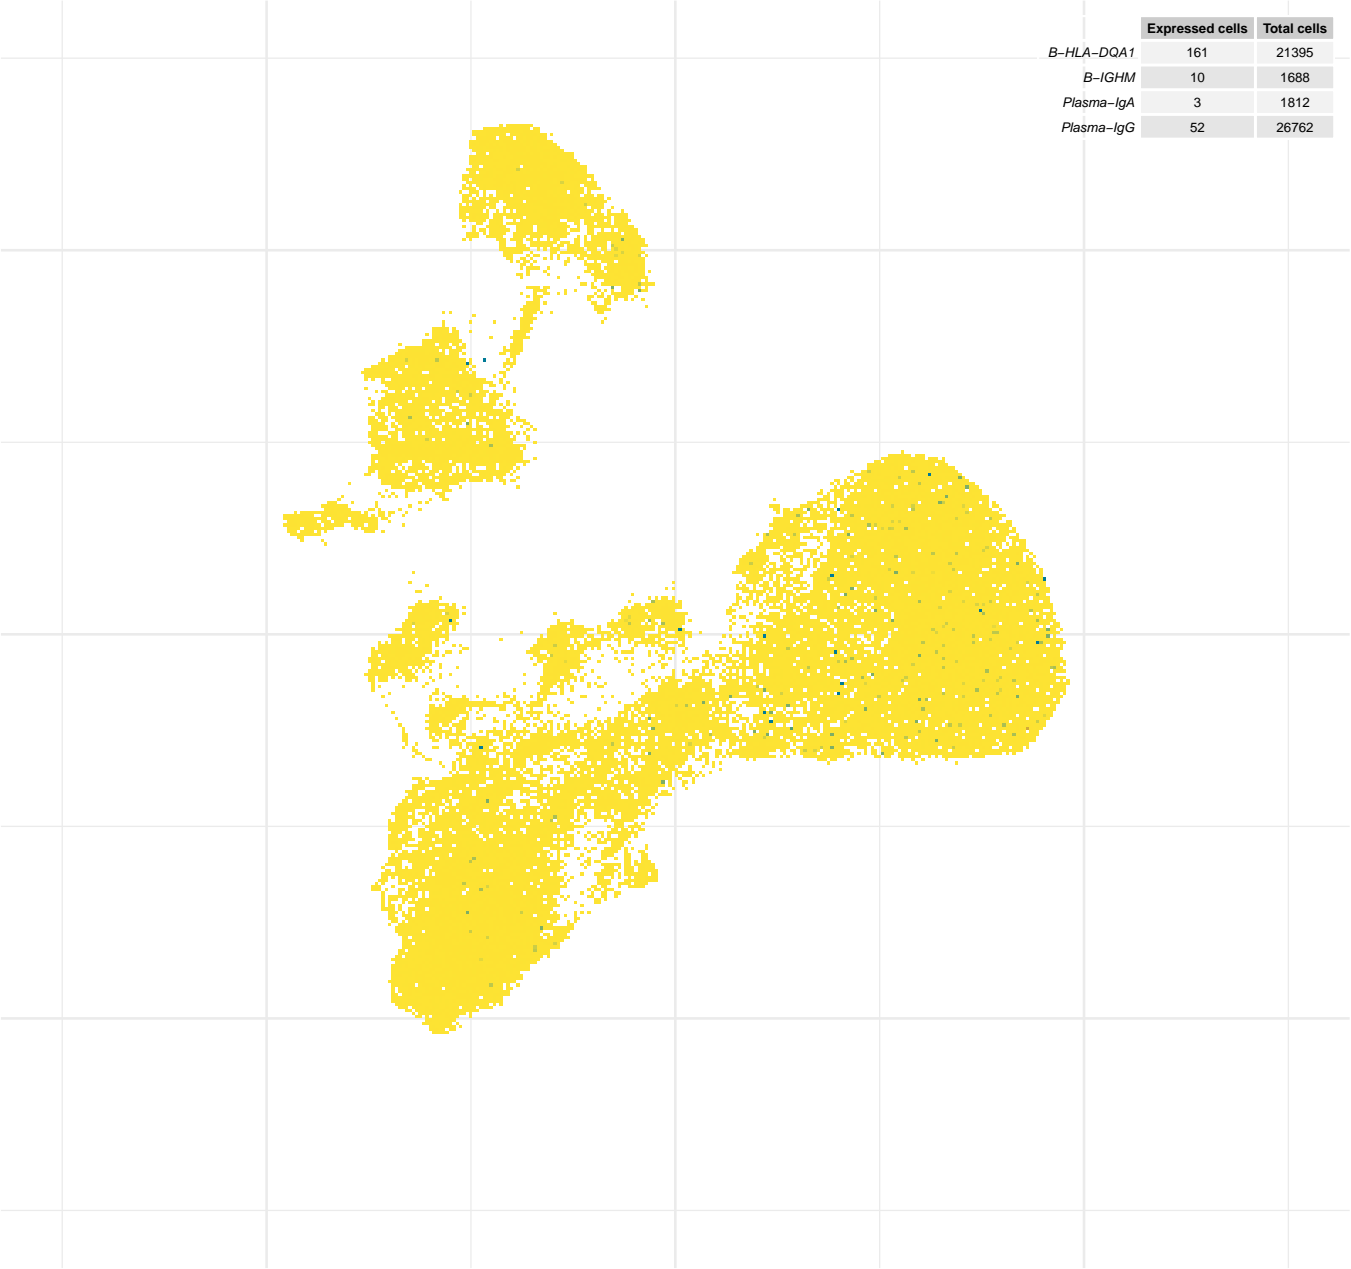 Expressed cells Total cells
B−HLA−DQA1 161 21395
B−IGHM 10 1688
Plasma−IgA 3 1812
Plasma−IgG 52 26762